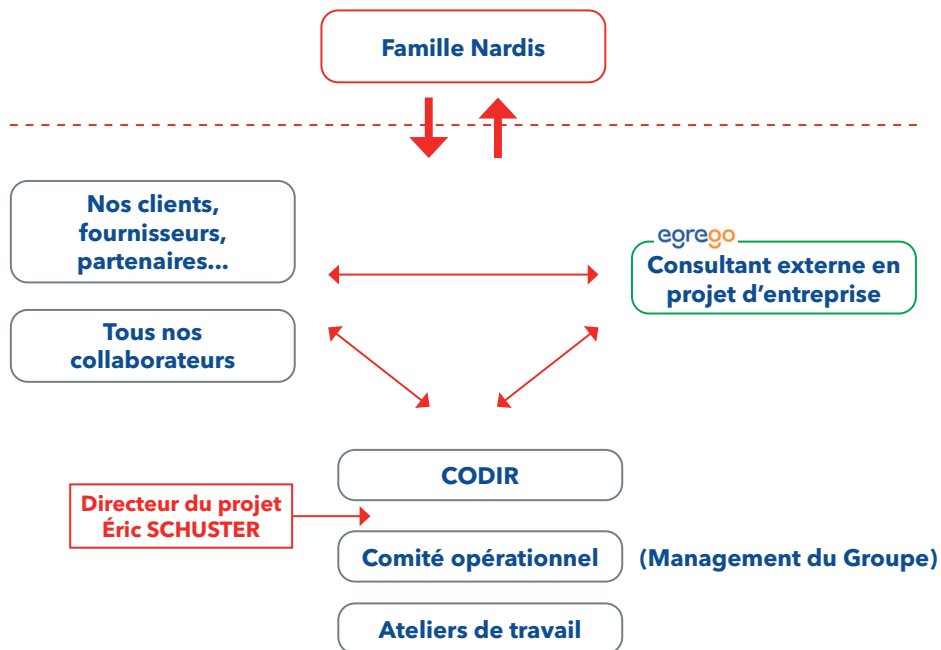 Famille Nardis
Nos clients,
fournisseurs,
partenaires...
egrego
Consultant externe en
projet d'entreprise
Tous nos
collaborateurs
CODIR
Directeur du projet
Éric SCHUSTER
Comité opérationnel
(Management du Groupe)
Ateliers de travail